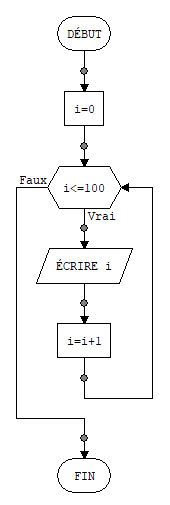 DÉBUT
i=0
i<=100
Faux
Vrai
ÉCRIRE i
i=i+1
FIN